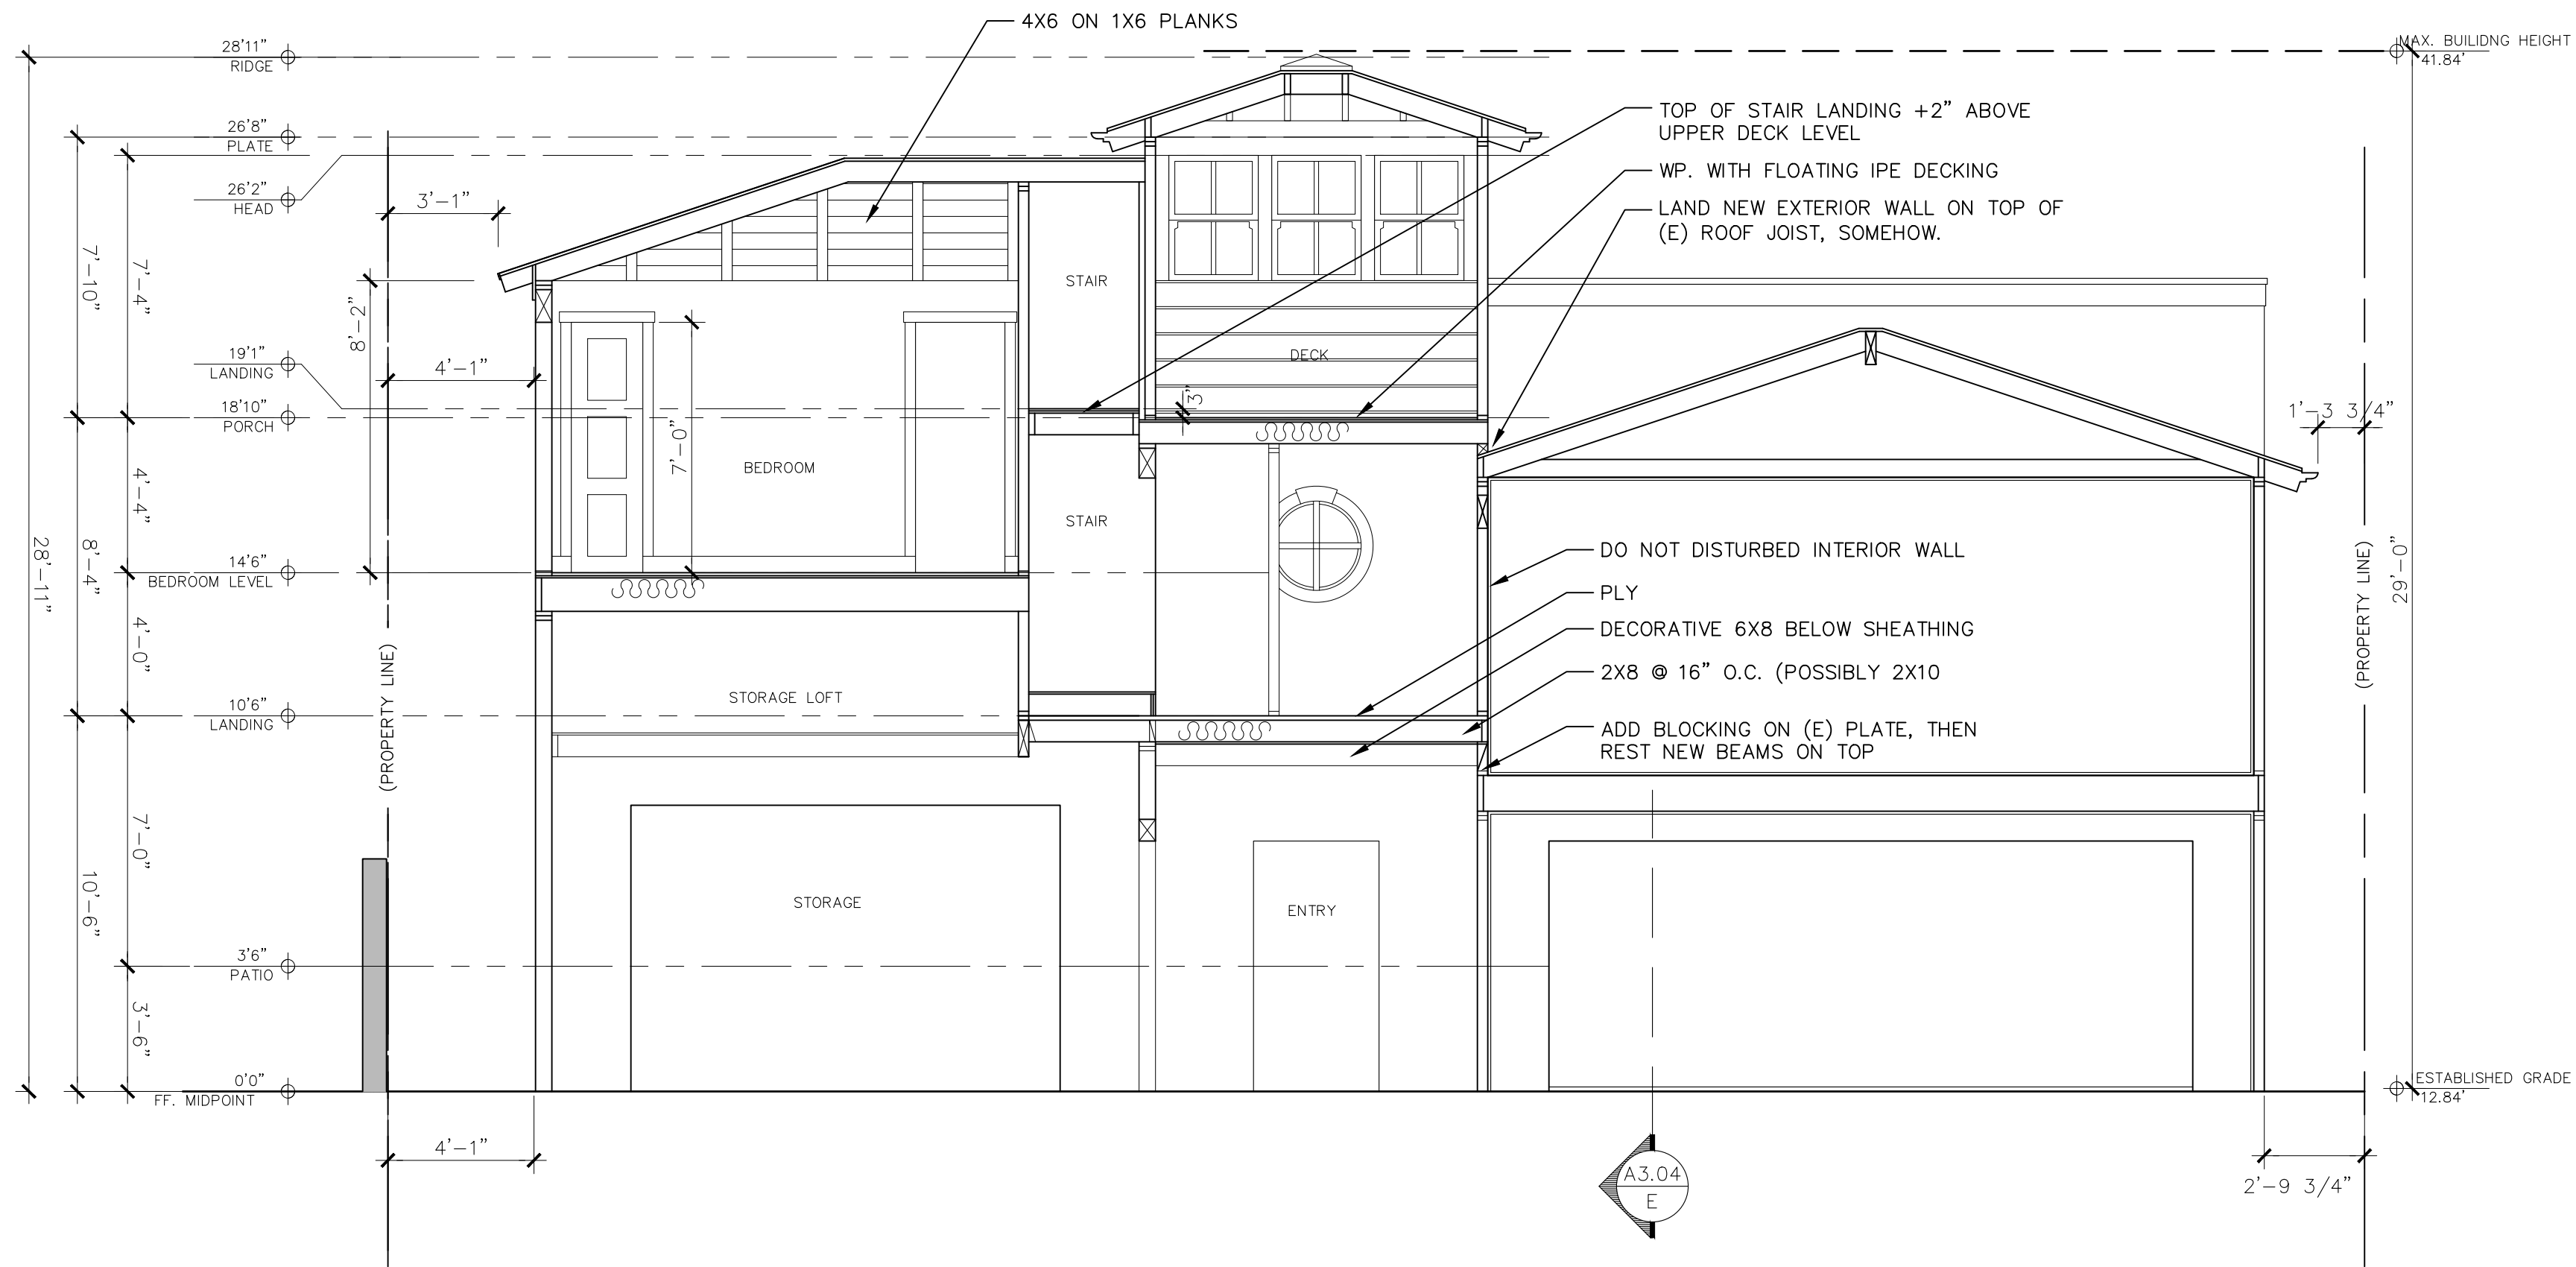 4X6 ON 1X6 PLANKS
28'11"
RIDGE
MAX. BUILIDNG HEIGHT
41.84'
26'8"
PLATE
TOP OF STAIR LANDING +2" ABOVE
UPPER DECK LEVEL
WP. WITH FLOATING IPE DECKING
26'2"
HEAD
3'-1"
LAND NEW EXTERIOR WALL ON TOP OF
(E) ROOF JOIST, SOMEHOW.
7'-10"
7'-4"
8'-2"
STAIR
19'1"
LANDING
4'-1"
DECK
3"
18'10"
PORCH
1'-3 3/4"
7'-0"
BEDROOM
4'-4"
STAIR
28'-11"
8'-4"
14'6"
BEDROOM LEVEL
DO NOT DISTURBED INTERIOR WALL
PLY
DECORATIVE 6X8 BELOW SHEATHING
2X8 @ 16" O.C. (POSSIBLY 2X10
ADD BLOCKING ON (E) PLATE, THEN
REST NEW BEAMS ON TOP
(PROPERTY LINE)
29'-0"
4'-0"
STORAGE LOFT
10'6"
LANDING
(PROPERTY LINE)
7'-0"
10'-6"
STORAGE
ENTRY
3'6"
PATIO
3'-6"
0'0"
FF. MIDPOINT
ESTABLISHED GRADE
12.84'
4'-1"
A3.04
E
2'-9 3/4"